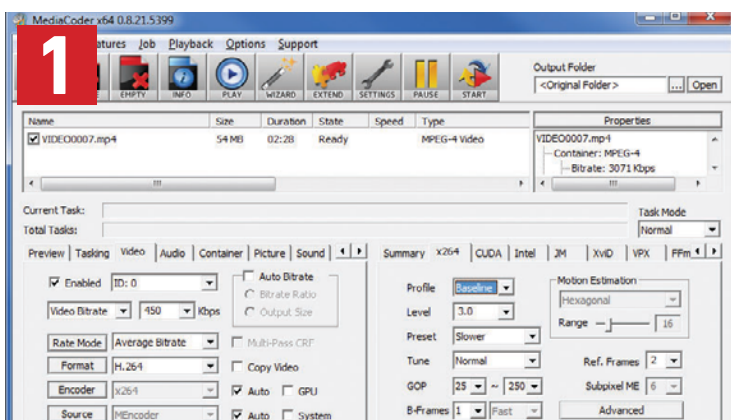 MediaCoder x64 0.8.21.5399
1
atures Job Playback Options Support
EMPTY INFO PLAY WIZARD EXTEND SETTINGS PAUSE START
Output Folder
<Original Folder> ... Open
Name Size Duration State Speed Type
VIDEO0007.mp4 54 MB 02:28 Ready MPEG-4 Video
Properties
VIDEO0007.mp4
Container: MPEG-4
Bitrate: 3071 Kbps
Current Task:
Total Tasks:
Task Mode
Normal
Preview Tasking Video Audio Container Picture Sound
Enabled ID: 0
Video Bitrate 450 Kbps
Auto Bitrate
Bitrate Ratio
Output Size
Rate Mode Average Bitrate Multi-Pass CRF
Format H.264 Copy Video
Encoder x264 Auto GPU
Source MEncoder Auto System
Summary x264 CUDA Intel JM XviD VPX FFm
Profile Baseline
Level 3.0
Preset Slower
Tune Normal
GOP 25 ~ 250
B-Frames 1 Fast
Motion Estimation
Hexagonal
Range 16
Ref. Frames 2
Subpixel ME 6
Advanced